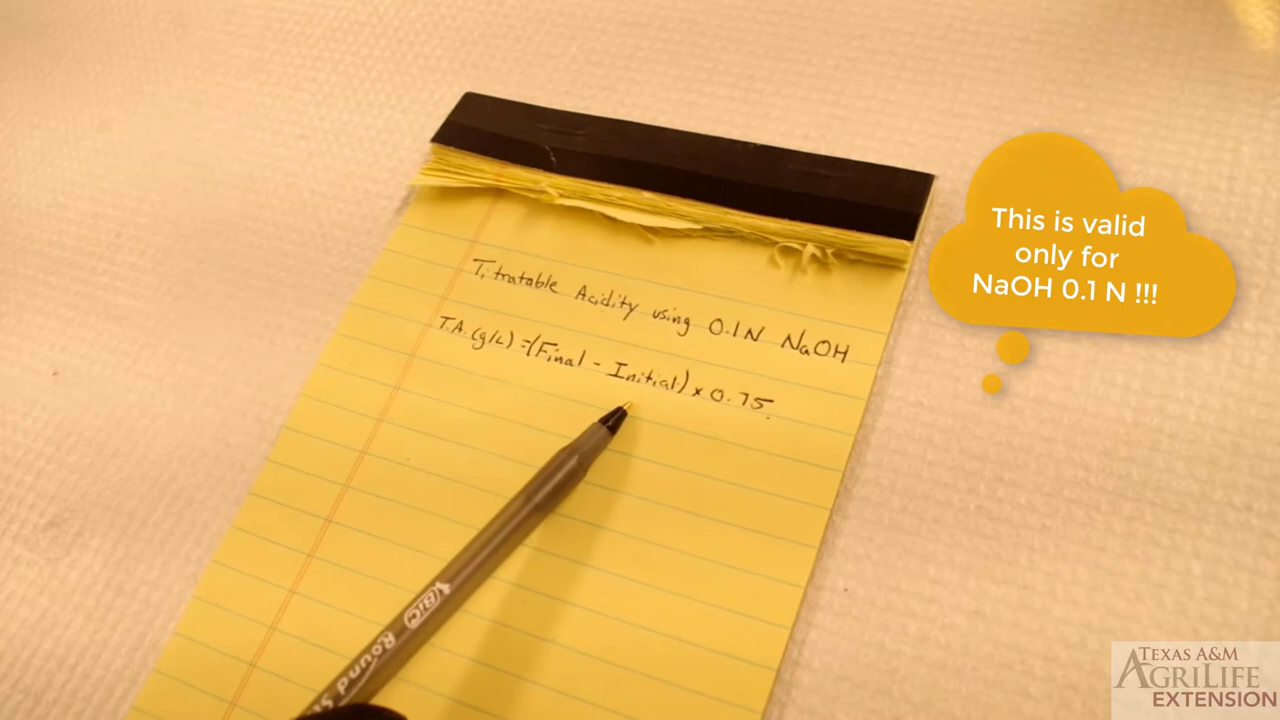 Titratable Acidity using 0.1N NaOH
T.A. (g/L) = (Final - Initial) x 0.75
This is valid
only for
NaOH 0.1 N !!!
BIC
Round
TEXAS A&M
AGRILIFE
EXTENSION